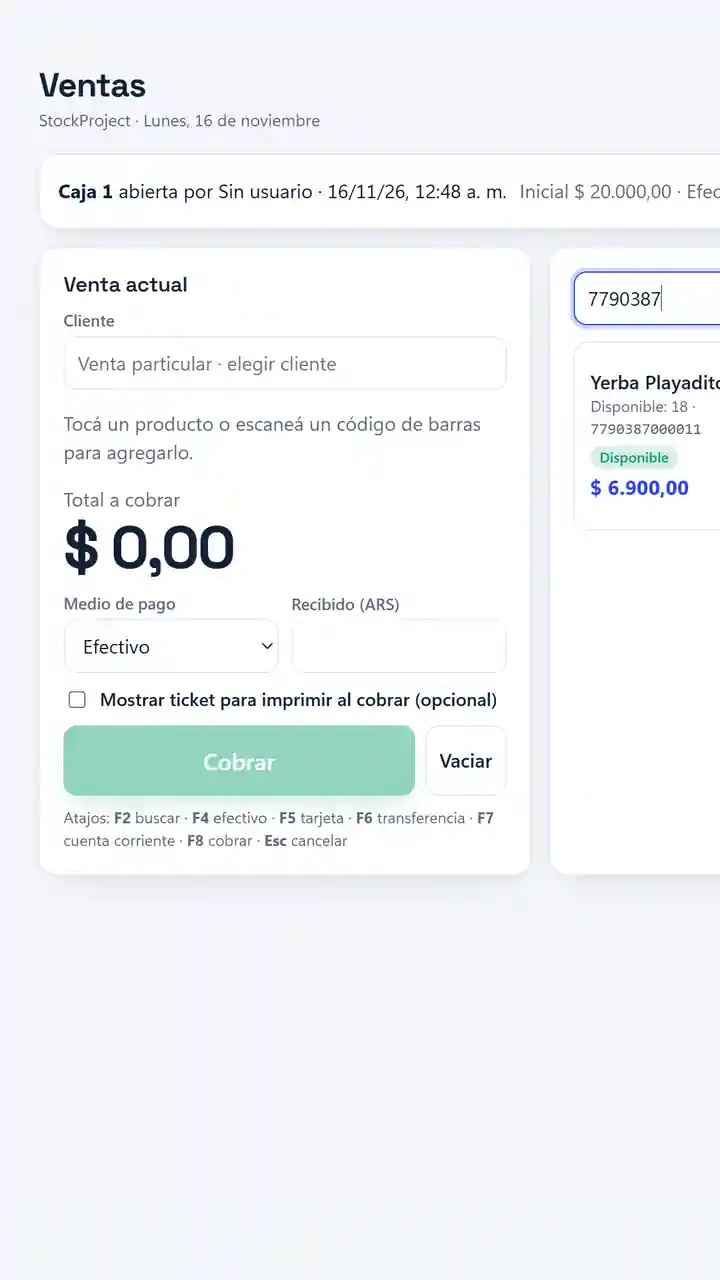 Ventas
StockProject · Lunes, 16 de noviembre
Caja 1 abierta por Sin usuario · 16/11/26, 12:48 a. m. Inicial $ 20.000,00 · Efec
Venta actual
Cliente
Venta particular · elegir cliente
Tocá un producto o escaneá un código de barras
para agregarlo.
Total a cobrar
$ 0,00
Medio de pago
Recibido (ARS)
Efectivo
Mostrar ticket para imprimir al cobrar (opcional)
Cobrar
Vaciar
Atajos: F2 buscar · F4 efectivo · F5 tarjeta · F6 transferencia · F7
cuenta corriente · F8 cobrar · Esc cancelar
7790387
Yerba Playadito
Disponible: 18 ·
7790387000011
Disponible
$ 6.900,00